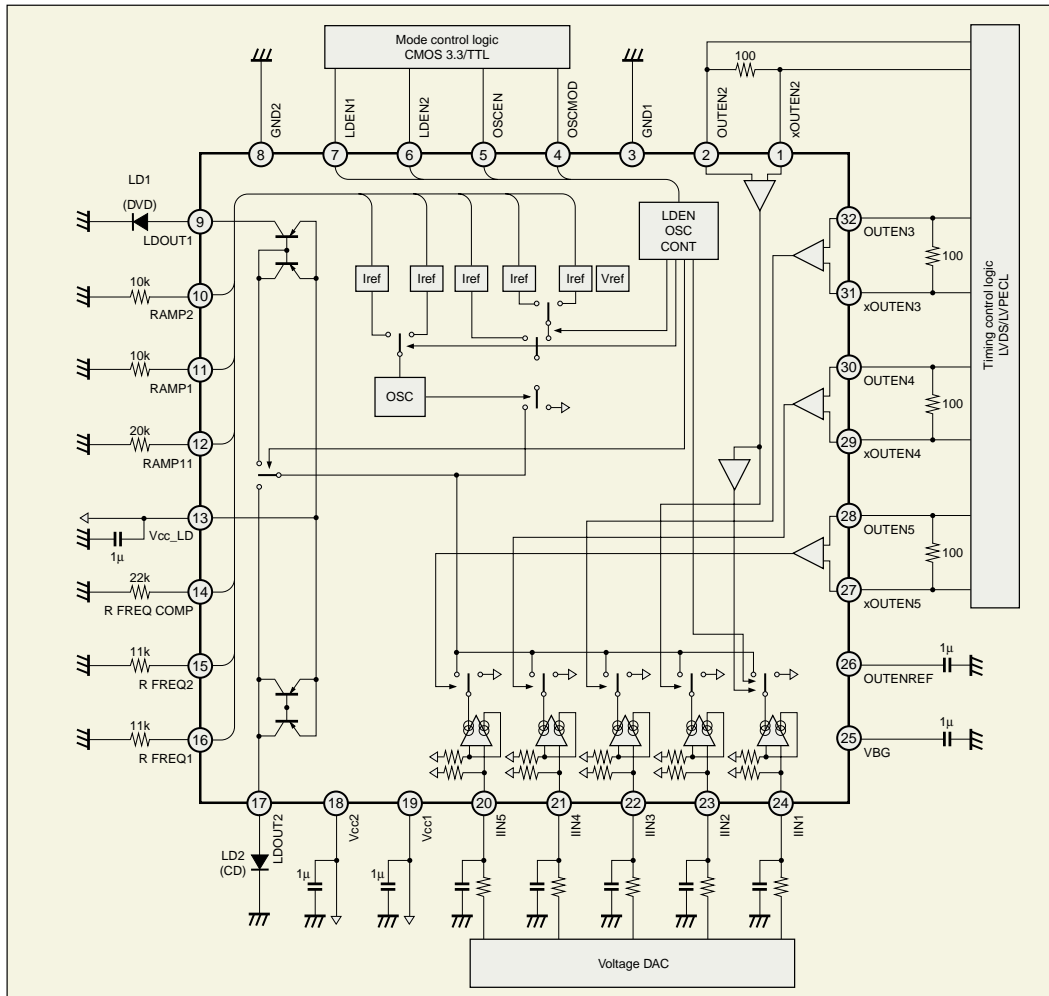 Mode control logic
CMOS 3.3/TTL
100
GND2
LDEN1
LDEN2
OSCEN
OSCMOD
GND1
OUTEN2
xOUTEN2
8
7
6
5
4
3
2
1
LD1
(DVD)
9
LDOUT1
LDEN
OSC
CONT
32
OUTEN3
100
Iref
Iref
Iref
Iref
Iref
Vref
10k
10
RAMP2
31
xOUTEN3
Timing control logic
LVDS/LVPECL
10k
11
RAMP1
30
OUTEN4
OSC
100
20k
12
RAMP11
29
xOUTEN4
13
Vcc_LD
1µ
28
OUTEN5
100
22k
14
R FREQ COMP
27
xOUTEN5
11k
15
R FREQ2
26
OUTENREF
1µ
11k
16
R FREQ1
25
VBG
1µ
17
18
19
20
21
22
23
24
LDOUT2
Vcc2
Vcc1
IIN5
IIN4
IIN3
IIN2
IIN1
LD2
(CD)
1µ
1µ
Voltage DAC